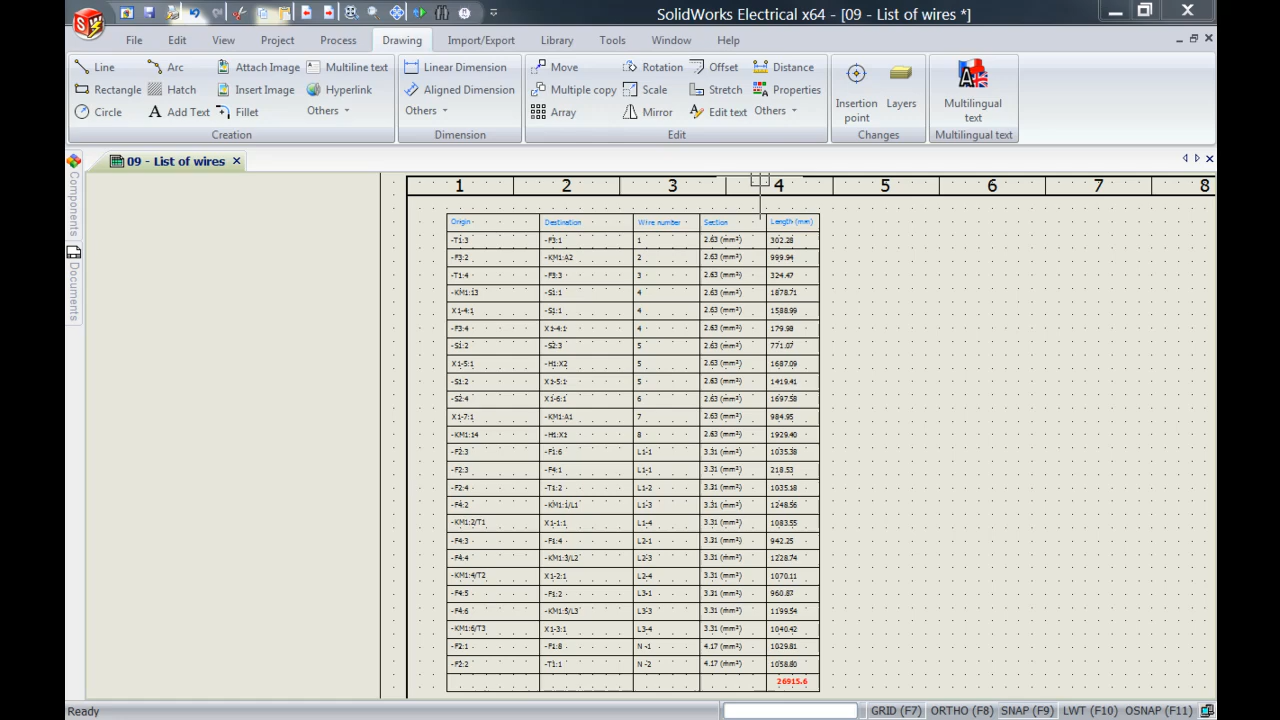 SolidWorks Electrical x64 - [09 - List of wires *]
File Edit View Project Process Drawing Import/Export Library Tools Window Help
Line Arc Attach Image Multiline text Linear Dimension Move Rotation Offset Distance
Rectangle Hatch Insert Image Hyperlink Aligned Dimension Multiple copy Scale Stretch Properties Insertion point Layers Multilingual text
Circle Add Text Fillet Others Others Array Mirror Edit text Others
Creation Dimension Edit Changes Multilingual text
09 - List of wires
Components
Documents
1 2 3 4 5 6 7 8
Origin Destination Wire number Section Length (mm)
-T1:3 -F3:1 1 2.63 (mm²) 302.28
-F3:2 -KM1:A2 2 2.63 (mm²) 999.94
-T1:4 -F3:3 3 2.63 (mm²) 324.47
-KM1:13 -S1:1 4 2.63 (mm²) 1878.71
X1-4:1 -S1:1 4 2.63 (mm²) 1588.99
-F3:4 X1-4:1 4 2.63 (mm²) 179.98
-S1:2 -S2:3 5 2.63 (mm²) 771.07
X1-5:1 -H1:X2 5 2.63 (mm²) 1687.09
-S1:2 X1-5:1 5 2.63 (mm²) 1419.41
-S2:4 X1-6:1 6 2.63 (mm²) 1697.58
X1-7:1 -KM1:A1 7 2.63 (mm²) 984.95
-KM1:14 -H1:X1 8 2.63 (mm²) 1929.40
-F2:3 -F1:6 L1-1 3.31 (mm²) 1035.38
-F2:3 -F4:1 L1-1 3.31 (mm²) 218.53
-F2:4 -T1:2 L1-2 3.31 (mm²) 1035.18
-F4:2 -KM1:1/L1 L1-3 3.31 (mm²) 1248.56
-KM1:2/T1 X1-1:1 L1-4 3.31 (mm²) 1083.55
-F4:3 -F1:4 L2-1 3.31 (mm²) 942.25
-F4:4 -KM1:3/L2 L2-3 3.31 (mm²) 1228.74
-KM1:4/T2 X1-2:1 L2-4 3.31 (mm²) 1070.11
-F4:5 -F1:2 L3-1 3.31 (mm²) 960.87
-F4:6 -KM1:5/L3 L3-3 3.31 (mm²) 1199.54
-KM1:6/T3 X1-3:1 L3-4 3.31 (mm²) 1040.42
-F2:1 -F1:8 N -1 4.17 (mm²) 1029.81
-F2:2 -T1:1 N -2 4.17 (mm²) 1058.80
26915.6
Ready GRID (F7) ORTHO (F8) SNAP (F9) LWT (F10) OSNAP (F11)